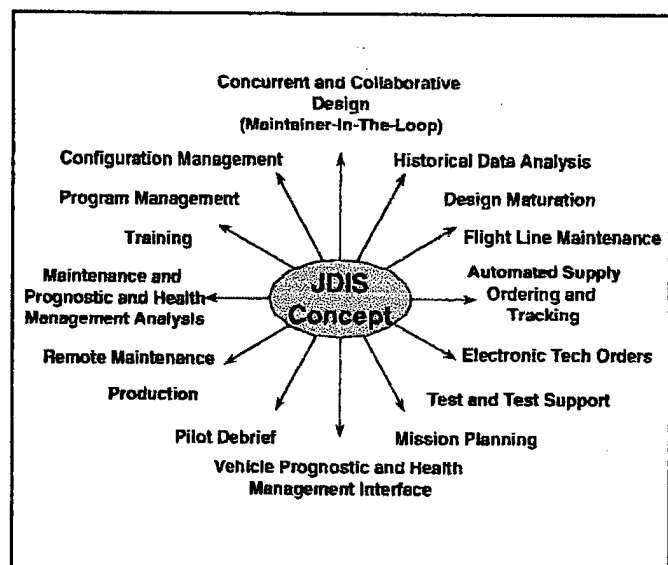 Concurrent and Collaborative
Design
(Maintainer-In-The-Loop)
Configuration Management
Historical Data Analysis
Program Management
Design Maturation
Training
Flight Line Maintenance
Maintenance and
Prognostic and Health
Management Analysis
JDIS
Concept
Automated Supply
Ordering and
Tracking
Remote Maintenance
Electronic Tech Orders
Production
Test and Test Support
Pilot Debrief
Mission Planning
Vehicle Prognostic and Health
Management Interface